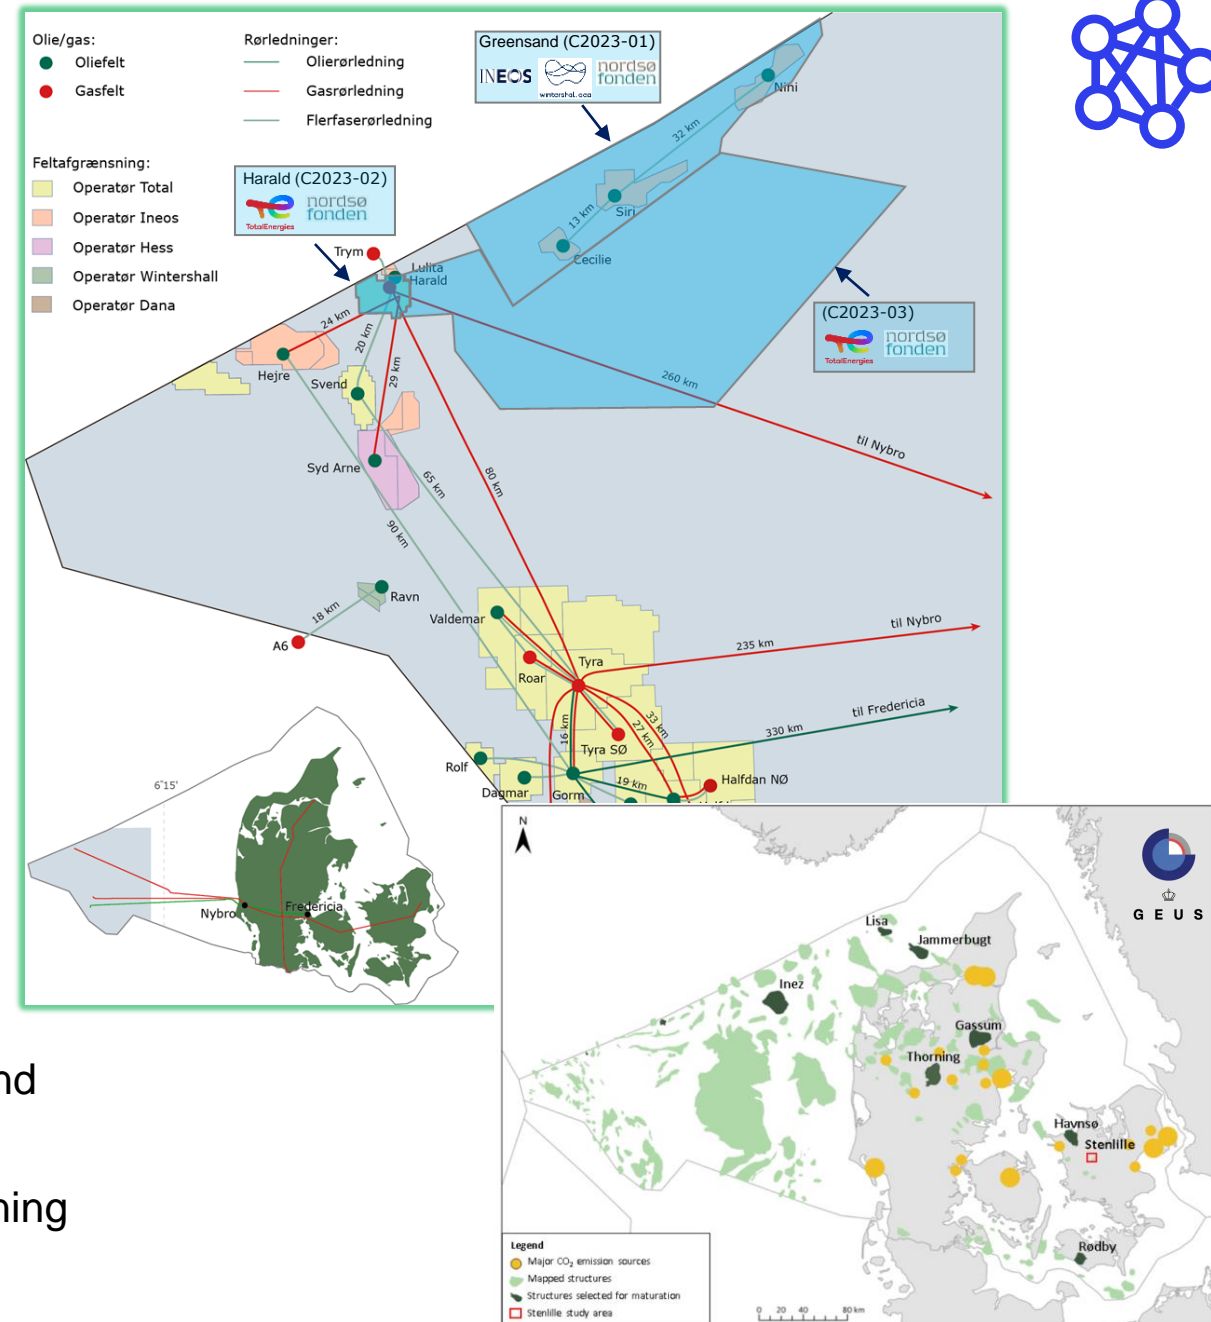 Olie/gas:
Oliefelt
Gasfelt
Rørledninger:
Olierørledning
Gasrørledning
Flerfaserørledning
Feltafgrænsning:
Operatør Total
Operatør Ineos
Operatør Hess
Operatør Wintershall
Operatør Dana
Greensand (C2023-01)
INEOS
wintershall dea
nordsø
fonden
Harald (C2023-02)
TotalEnergies
nordsø
fonden
(C2023-03)
TotalEnergies
nordsø
fonden
Nini
32 km
Siri
13 km
Cecilie
Trym
Lulita
Harald
24 km
20 km
29 km
Hejre
Svend
Syd Arne
65 km
80 km
90 km
260 km
til Nybro
Ravn
18 km
A6
Valdemar
Roar
Tyra
235 km
til Nybro
16 km
27 km
33 km
Tyra SØ
330 km
til Fredericia
Rolf
Dagmar
Gorm
19 km
Halfdan NØ
6°15'
Nybro
Fredericia
N
GEUS
Lisa
Jammerbugt
Inez
Gassum
Thorning
Havnsø
Stenlille
Rødby
Legend
Major CO₂ emission sources
Mapped structures
Structures selected for maturation
Stenlille study area
0 20 40 80 km
nd
ning